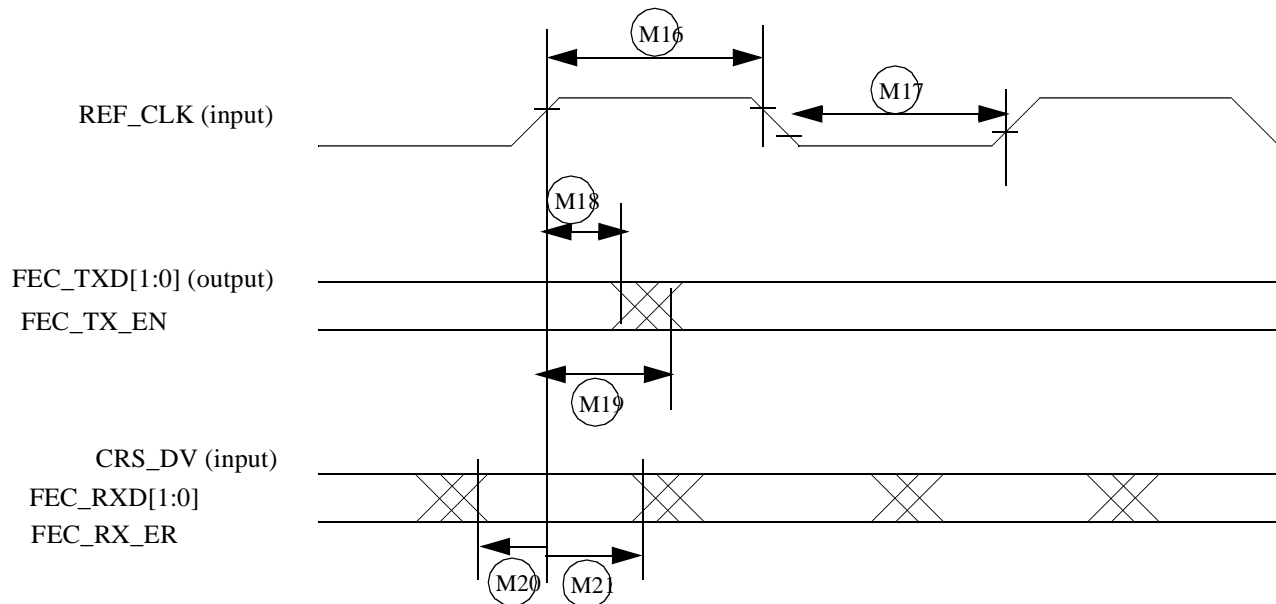 M16
REF_CLK (input)
M17
M18
FEC_TXD[1:0] (output)
FEC_TX_EN
M19
CRS_DV (input)
FEC_RXD[1:0]
FEC_RX_ER
M20
M21